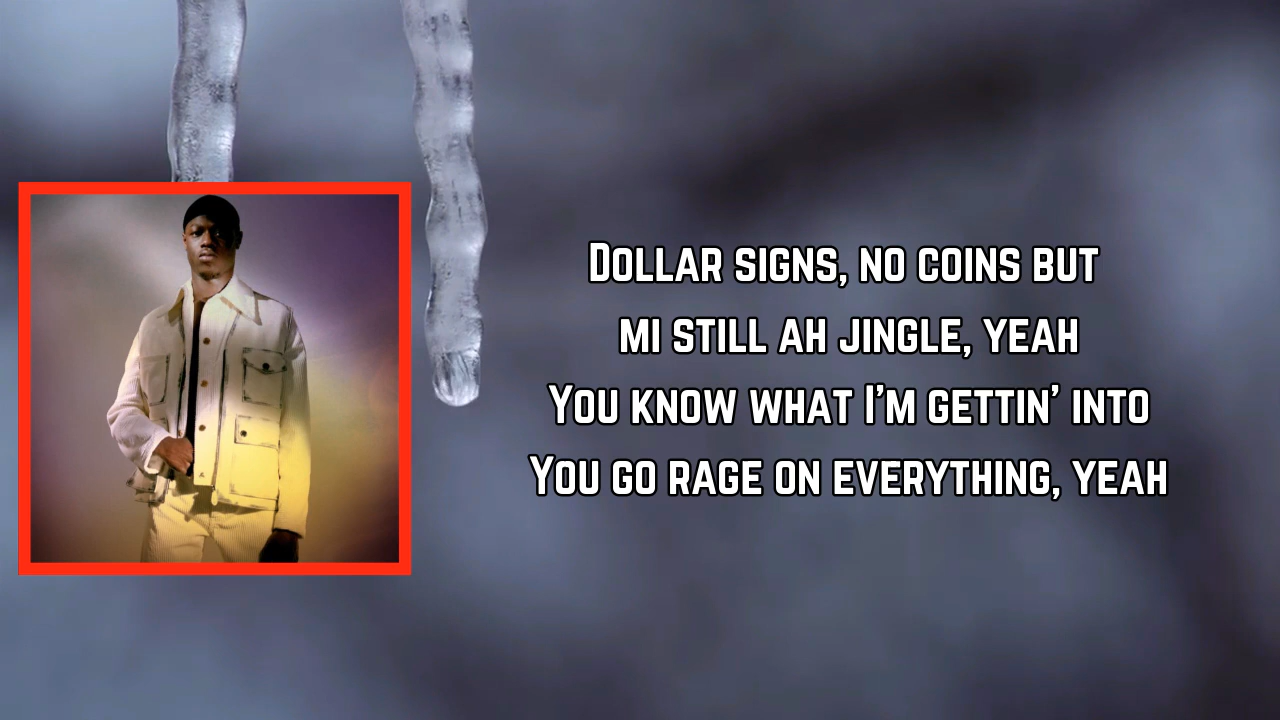 Dollar signs, no coins but
mi still ah jingle, yeah
You know what I'm gettin' into
You go rage on everything, yeah